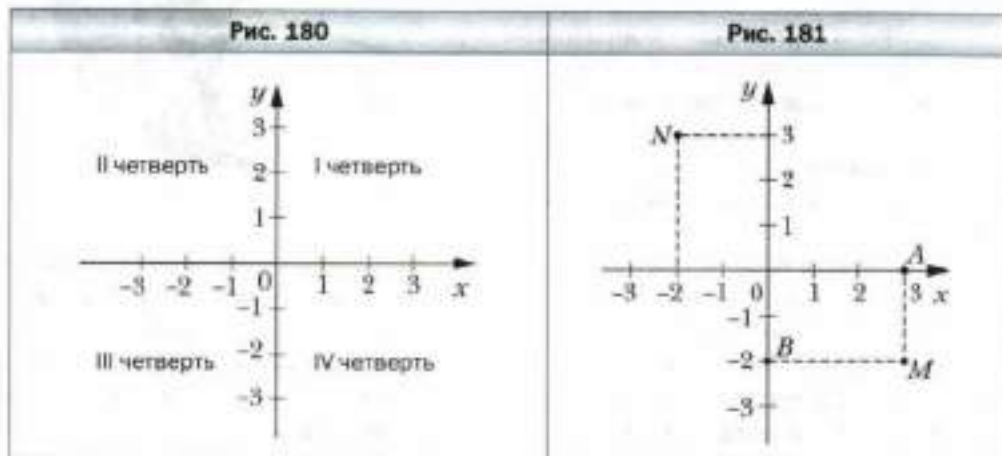 Рис. 180
y
3
II четверть 2 I четверть
1
-3 -2 -1 0 1 2 3 x
-1
III четверть -2 IV четверть
-3
Рис. 181
y
N 3
2
1
A
-3 -2 -1 0 1 2 3 x
-1
-2 B M
-3